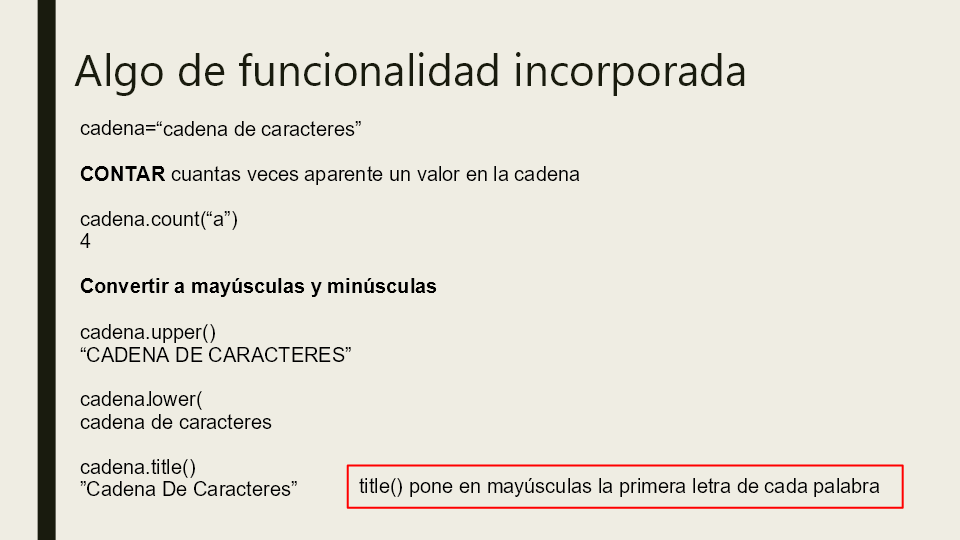 Algo de funcionalidad incorporada
cadena=“cadena de caracteres”
CONTAR cuantas veces aparente un valor en la cadena
cadena.count(“a”)
4
Convertir a mayúsculas y minúsculas
cadena.upper()
“CADENA DE CARACTERES”
cadena.lower(
cadena de caracteres
cadena.title()
”Cadena De Caracteres”
title() pone en mayúsculas la primera letra de cada palabra